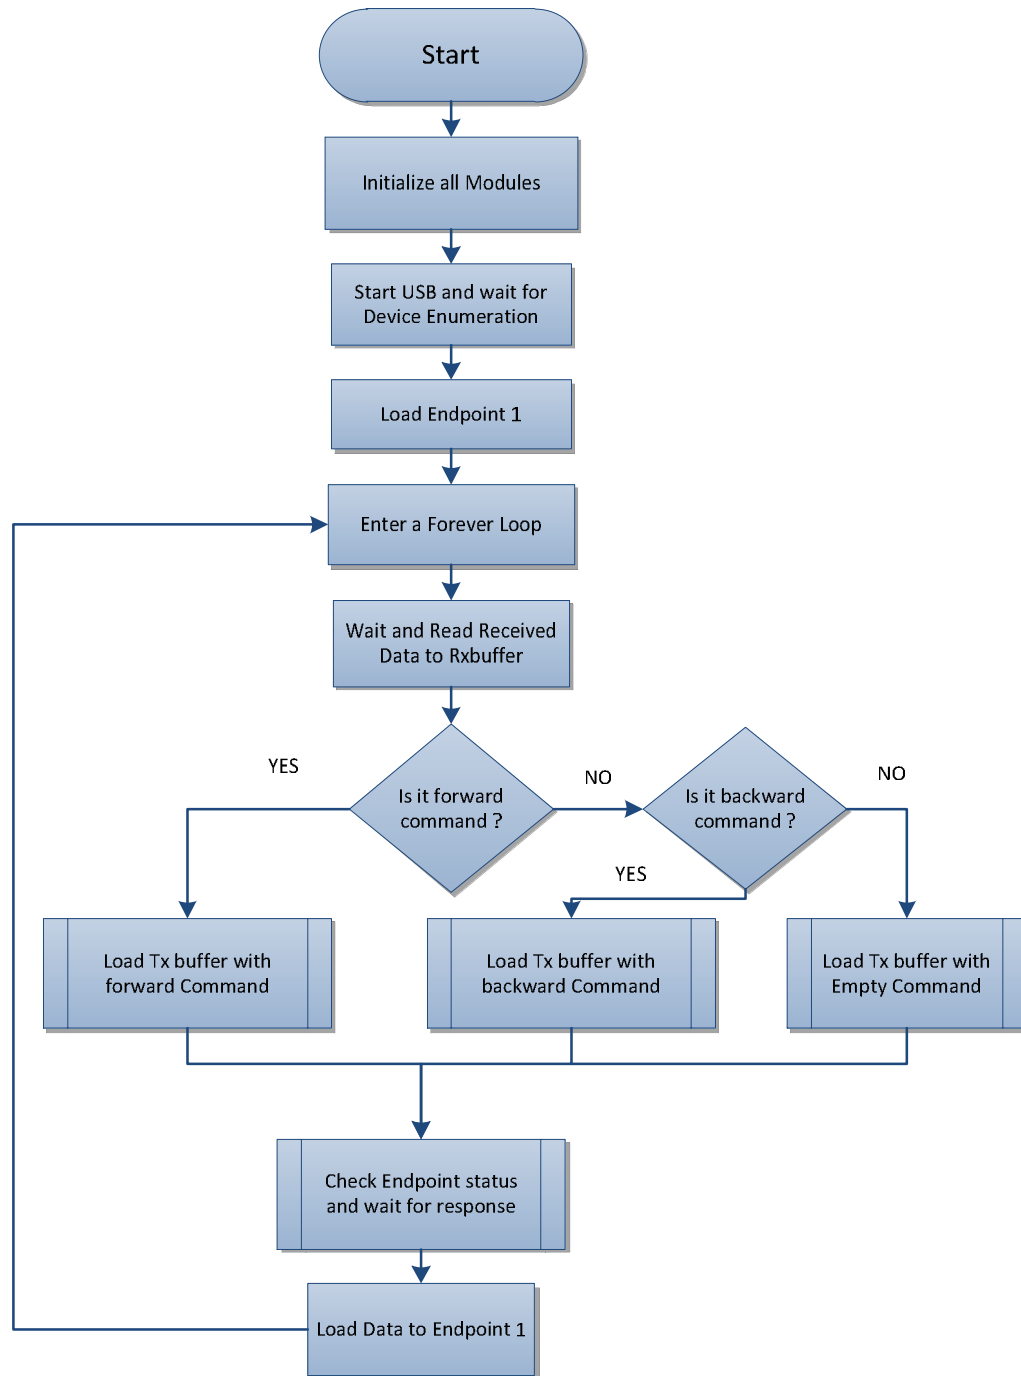 Start
Initialize all Modules
Start USB and wait for
Device Enumeration
Load Endpoint 1
Enter a Forever Loop
Wait and Read Received
Data to Rxbuffer
YES
Is it forward
command ?
NO
Is it backward
command ?
NO
YES
Load Tx buffer with
forward Command
Load Tx buffer with
backward Command
Load Tx buffer with
Empty Command
Check Endpoint status
and wait for response
Load Data to Endpoint 1